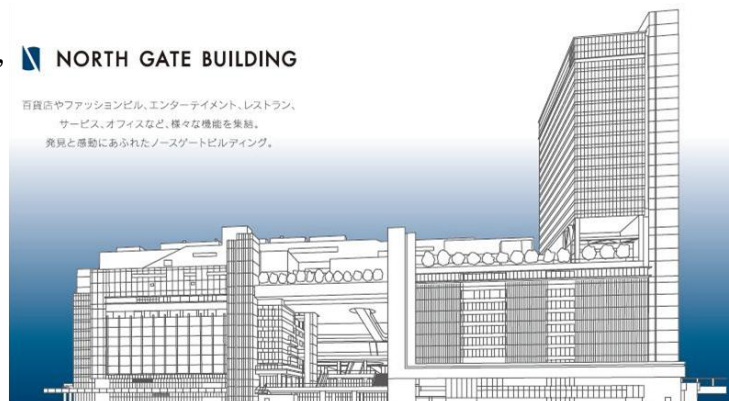 NORTH GATE BUILDING
百貨店やファッションビル、エンターテイメント、レストラン、
サービス、オフィスなど、様々な機能を集結。
発見と感動にあふれたノースゲートビルディング。